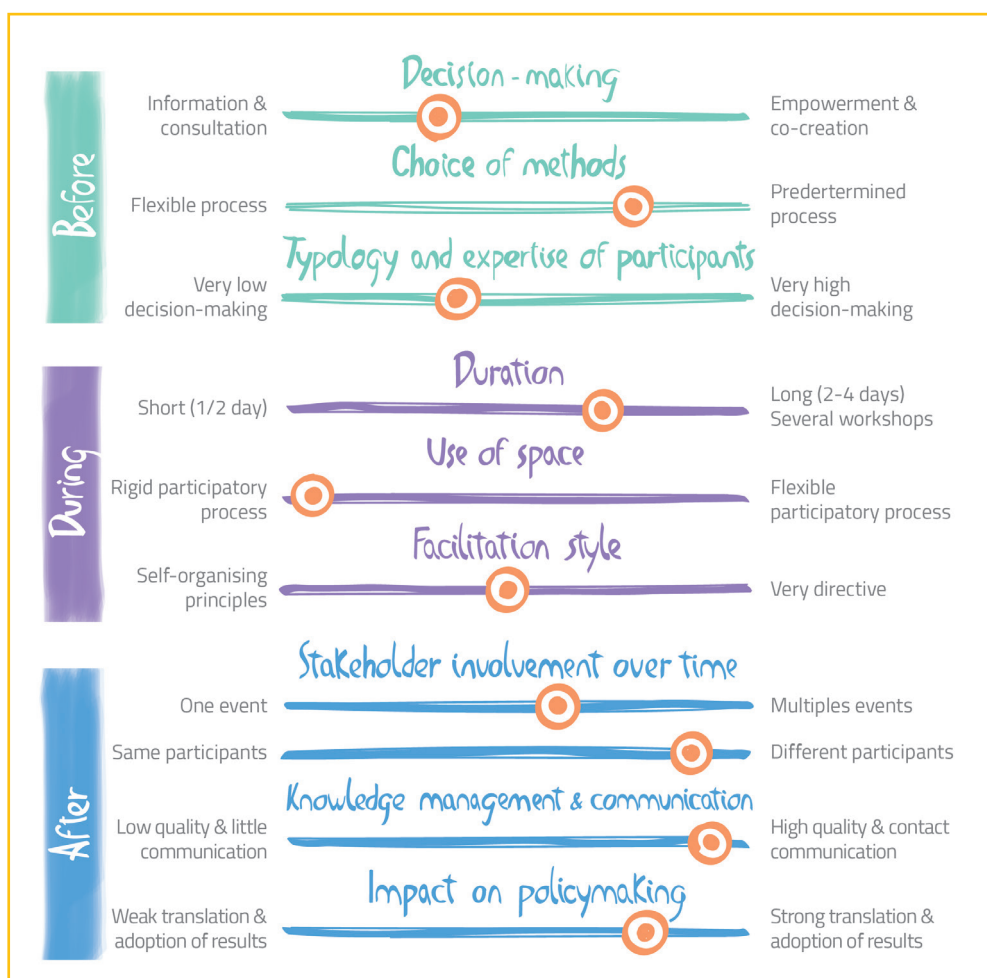 Before
Decision-making
Information &
consultation
Empowerment &
co-creation
Choice of methods
Flexible process
Predertermined
process
Typology and expertise of participants
Very low
decision-making
Very high
decision-making
During
Duration
Short (1/2 day)
Long (2-4 days)
Several workshops
Use of space
Rigid participatory
process
Flexible
participatory process
Facilitation style
Self-organising
principles
Very directive
After
Stakeholder involvement over time
One event
Multiples events
Same participants
Different participants
Knowledge management & communication
Low quality & little
communication
High quality & contact
communication
Impact on policymaking
Weak translation &
adoption of results
Strong translation &
adoption of results